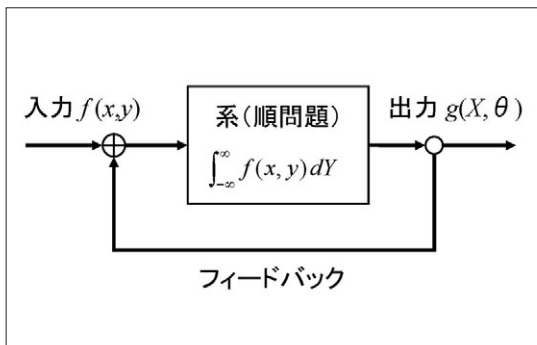 入力 f(x,y)
系(順問題)
∫_{-∞}^{∞} f(x, y) dY
出力 g(X, θ)
フィードバック